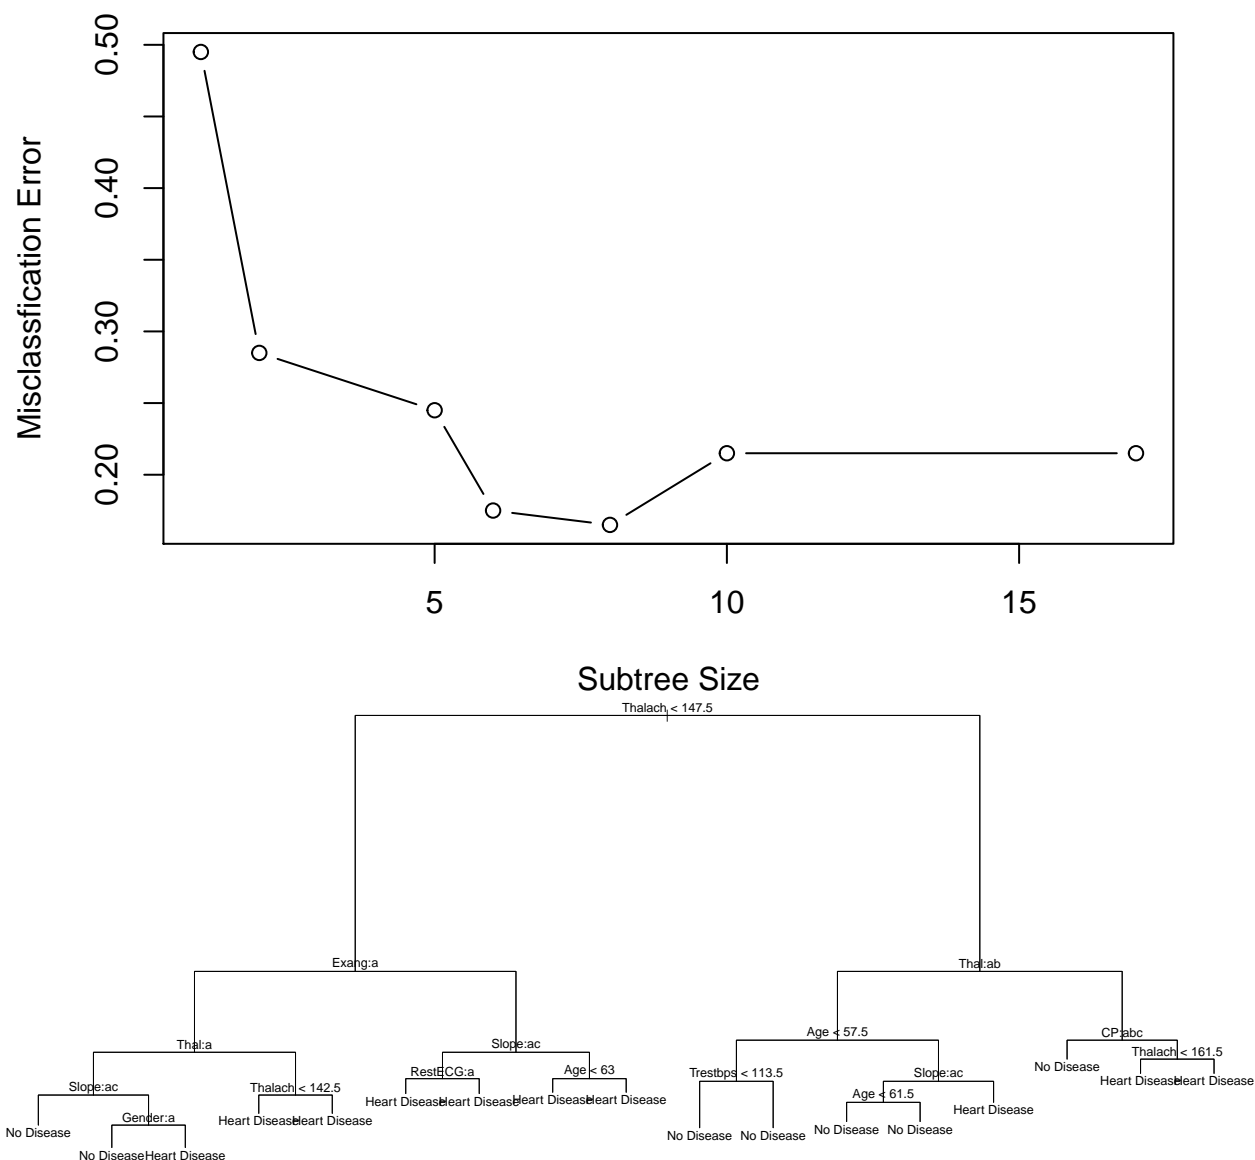 Misclassfication Error
0.50
0.40
0.30
0.20
5 10 15
Subtree Size
Thalach < 147.5
Exang:a Thal:ab
Thal:a Slope:ac Age < 57.5 CP:abc
Slope:ac Thalach < 142.5 RestECG:a Age < 63 Trestbps < 113.5 Slope:ac No Disease Thalach < 161.5
No Disease Gender:a Heart Disease Heart Disease Heart Disease Heart Disease Heart Disease Heart Disease No Disease No Disease Age < 61.5 Heart Disease Heart Disease Heart Disease
No Disease Heart Disease No Disease No Disease